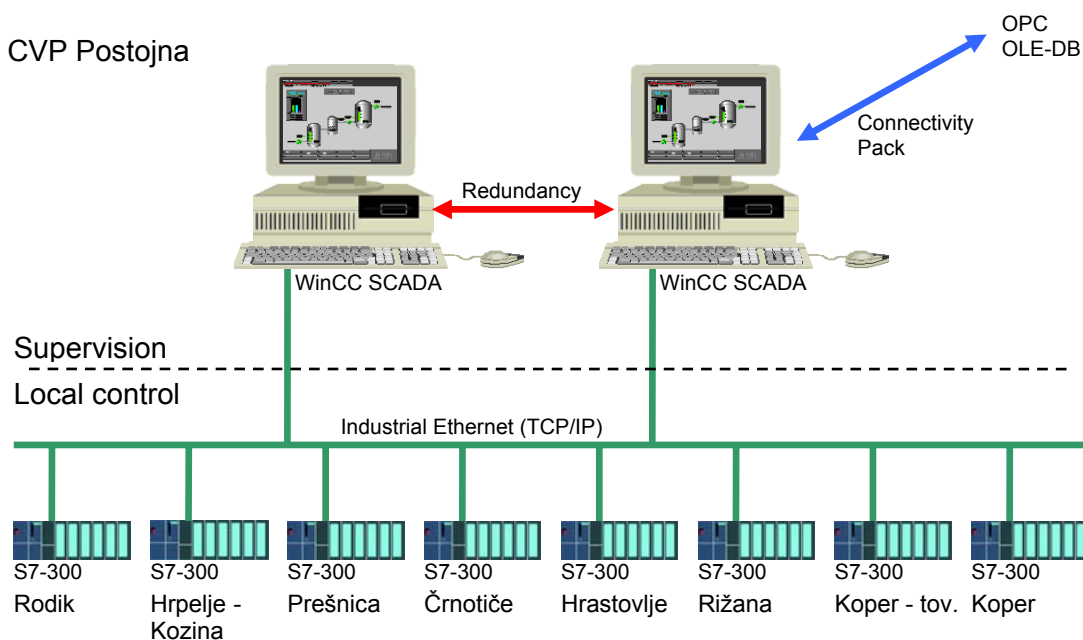 CVP Postojna
OPC
OLE-DB
Connectivity
Pack
Redundancy
WinCC SCADA
WinCC SCADA
Supervision
Local control
Industrial Ethernet (TCP/IP)
S7-300
Rodik
S7-300
Hrpelje -
Kozina
S7-300
Prešnica
S7-300
Črnotiče
S7-300
Hrastovlje
S7-300
Rižana
S7-300
Koper - tov.
S7-300
Koper